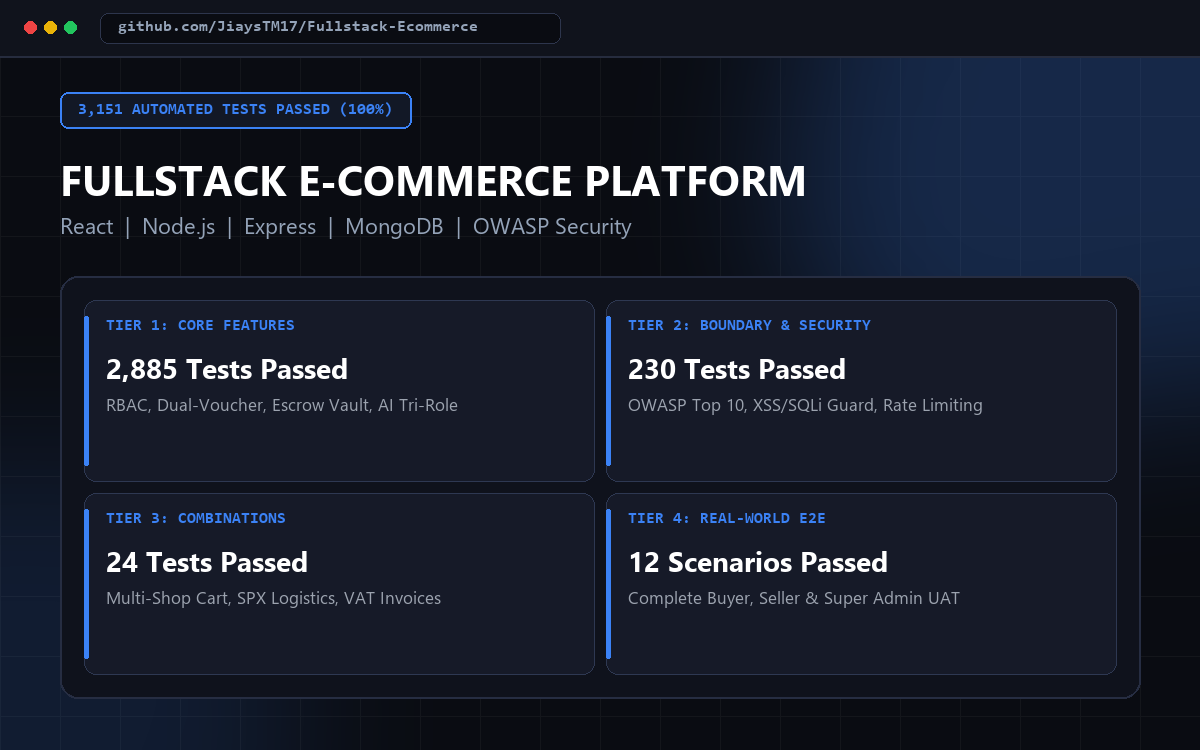 github.com/JiaysTM17/Fullstack-Ecommerce
3,151 AUTOMATED TESTS PASSED (100%)
FULLSTACK E-COMMERCE PLATFORM
React | Node.js | Express | MongoDB | OWASP Security
TIER 1: CORE FEATURES
2,885 Tests Passed
RBAC, Dual-Voucher, Escrow Vault, AI Tri-Role
TIER 2: BOUNDARY & SECURITY
230 Tests Passed
OWASP Top 10, XSS/SQLi Guard, Rate Limiting
TIER 3: COMBINATIONS
24 Tests Passed
Multi-Shop Cart, SPX Logistics, VAT Invoices
TIER 4: REAL-WORLD E2E
12 Scenarios Passed
Complete Buyer, Seller & Super Admin UAT